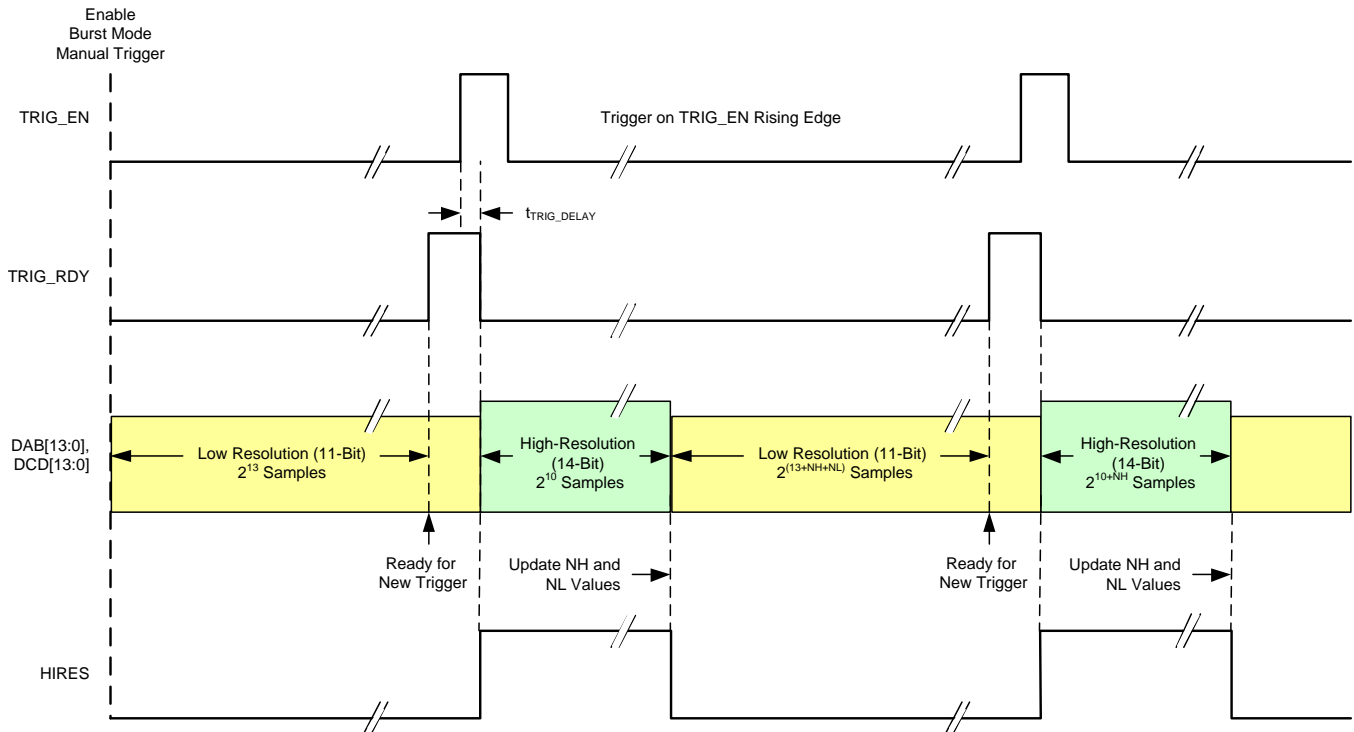 Enable
Burst Mode
Manual Trigger
TRIG_EN
Trigger on TRIG_EN Rising Edge
tTRIG_DELAY
TRIG_RDY
DAB[13:0],
DCD[13:0]
Low Resolution (11-Bit)
2^13 Samples
High-Resolution
(14-Bit)
2^10 Samples
Low Resolution (11-Bit)
2^(13+NH+NL) Samples
High-Resolution
(14-Bit)
2^10+NH Samples
Ready for
New Trigger
Update NH and
NL Values
Ready for
New Trigger
Update NH and
NL Values
HIRES